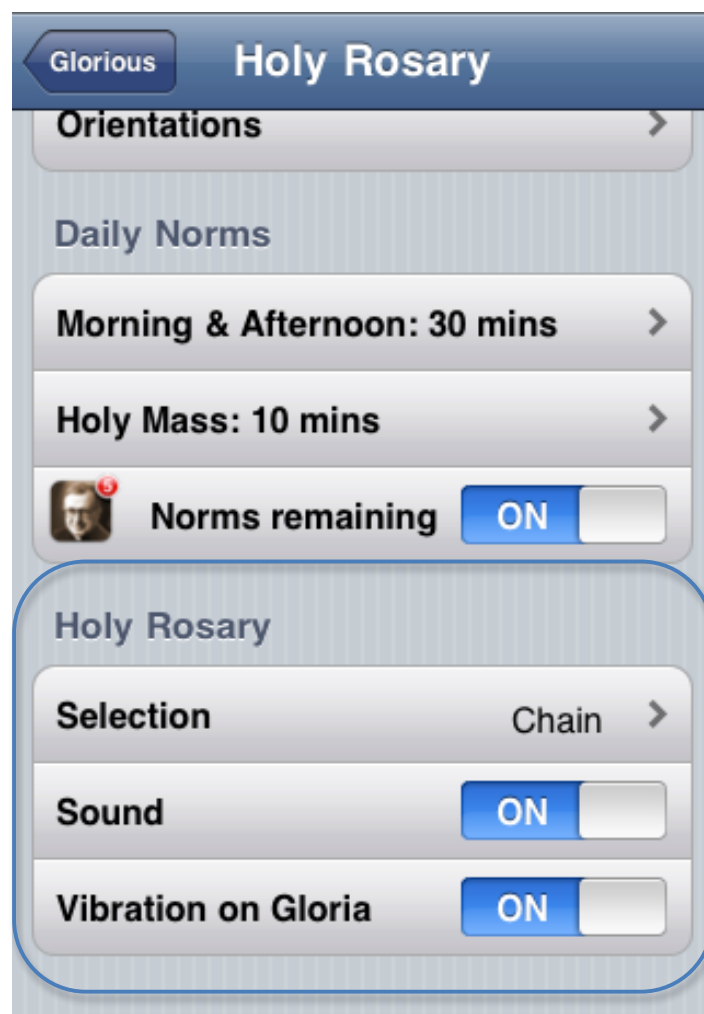 Glorious Holy Rosary
Orientations
Daily Norms
Morning & Afternoon: 30 mins
Holy Mass: 10 mins
5
Norms remaining ON
Holy Rosary
Selection Chain
Sound ON
Vibration on Gloria ON